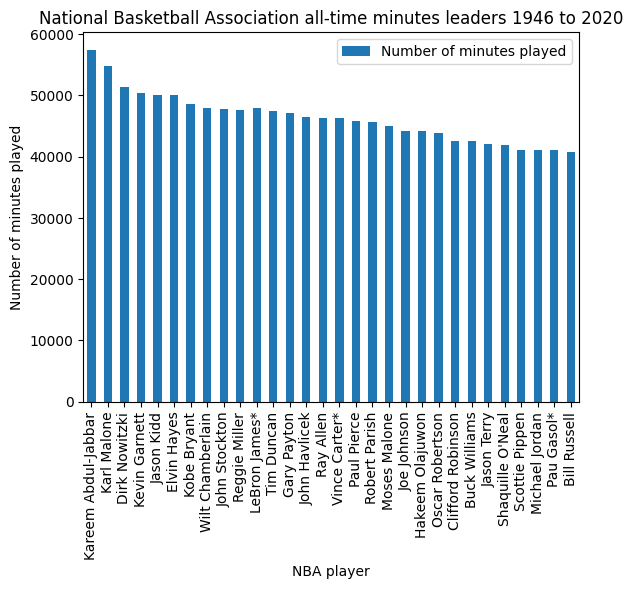 National Basketball Association all-time minutes leaders 1946 to 2020
Number of minutes played
Number of minutes played
60000
50000
40000
30000
20000
10000
0
Kareem Abdul-Jabbar
Karl Malone
Dirk Nowitzki
Kevin Garnett
Jason Kidd
Elvin Hayes
Kobe Bryant
Wilt Chamberlain
John Stockton
Reggie Miller
LeBron James*
Tim Duncan
Gary Payton
John Havlicek
Ray Allen
Vince Carter*
Paul Pierce
Robert Parish
Moses Malone
Joe Johnson
Hakeem Olajuwon
Oscar Robertson
Clifford Robinson
Buck Williams
Jason Terry
Shaquille O'Neal
Scottie Pippen
Michael Jordan
Pau Gasol*
Bill Russell
NBA player